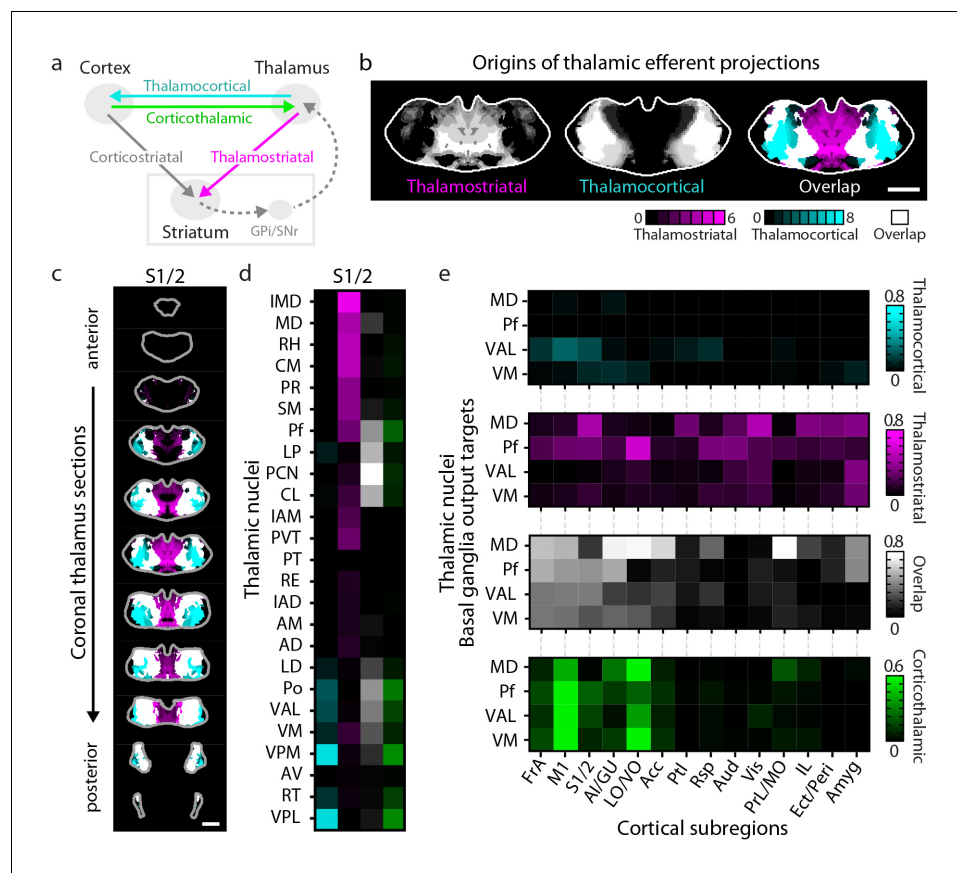 a
Cortex
Thalamus
Thalamocortical
Corticothalamic
Corticostriatal
Thalamostriatal
Striatum
GPi/SNr
b
Origins of thalamic efferent projections
Thalamostriatal
Thalamocortical
Overlap
0 6
Thalamostriatal
0 8
Thalamocortical
Overlap
c
S1/2
anterior
Coronal thalamus sections
posterior
d
S1/2
Thalamic nuclei
IMD
MD
RH
CM
PR
SM
Pf
LP
PCN
CL
IAM
PVT
PT
RE
IAD
AM
AD
LD
Po
VAL
VM
VPM
AV
RT
VPL
e
Thalamic nuclei
Basal ganglia output targets
MD
Pf
VAL
VM
0.8
0
Thalamocortical
MD
Pf
VAL
VM
0.8
0
Thalamostriatal
MD
Pf
VAL
VM
0.8
0
Overlap
MD
Pf
VAL
VM
0.6
0
Corticothalamic
FrA
M1
S1/2
AI/GU
LO/VO
Acc
Ptl
Rsp
Aud
Vis
PrL/MO
IL
Ect/Peri
Amyg
Cortical subregions